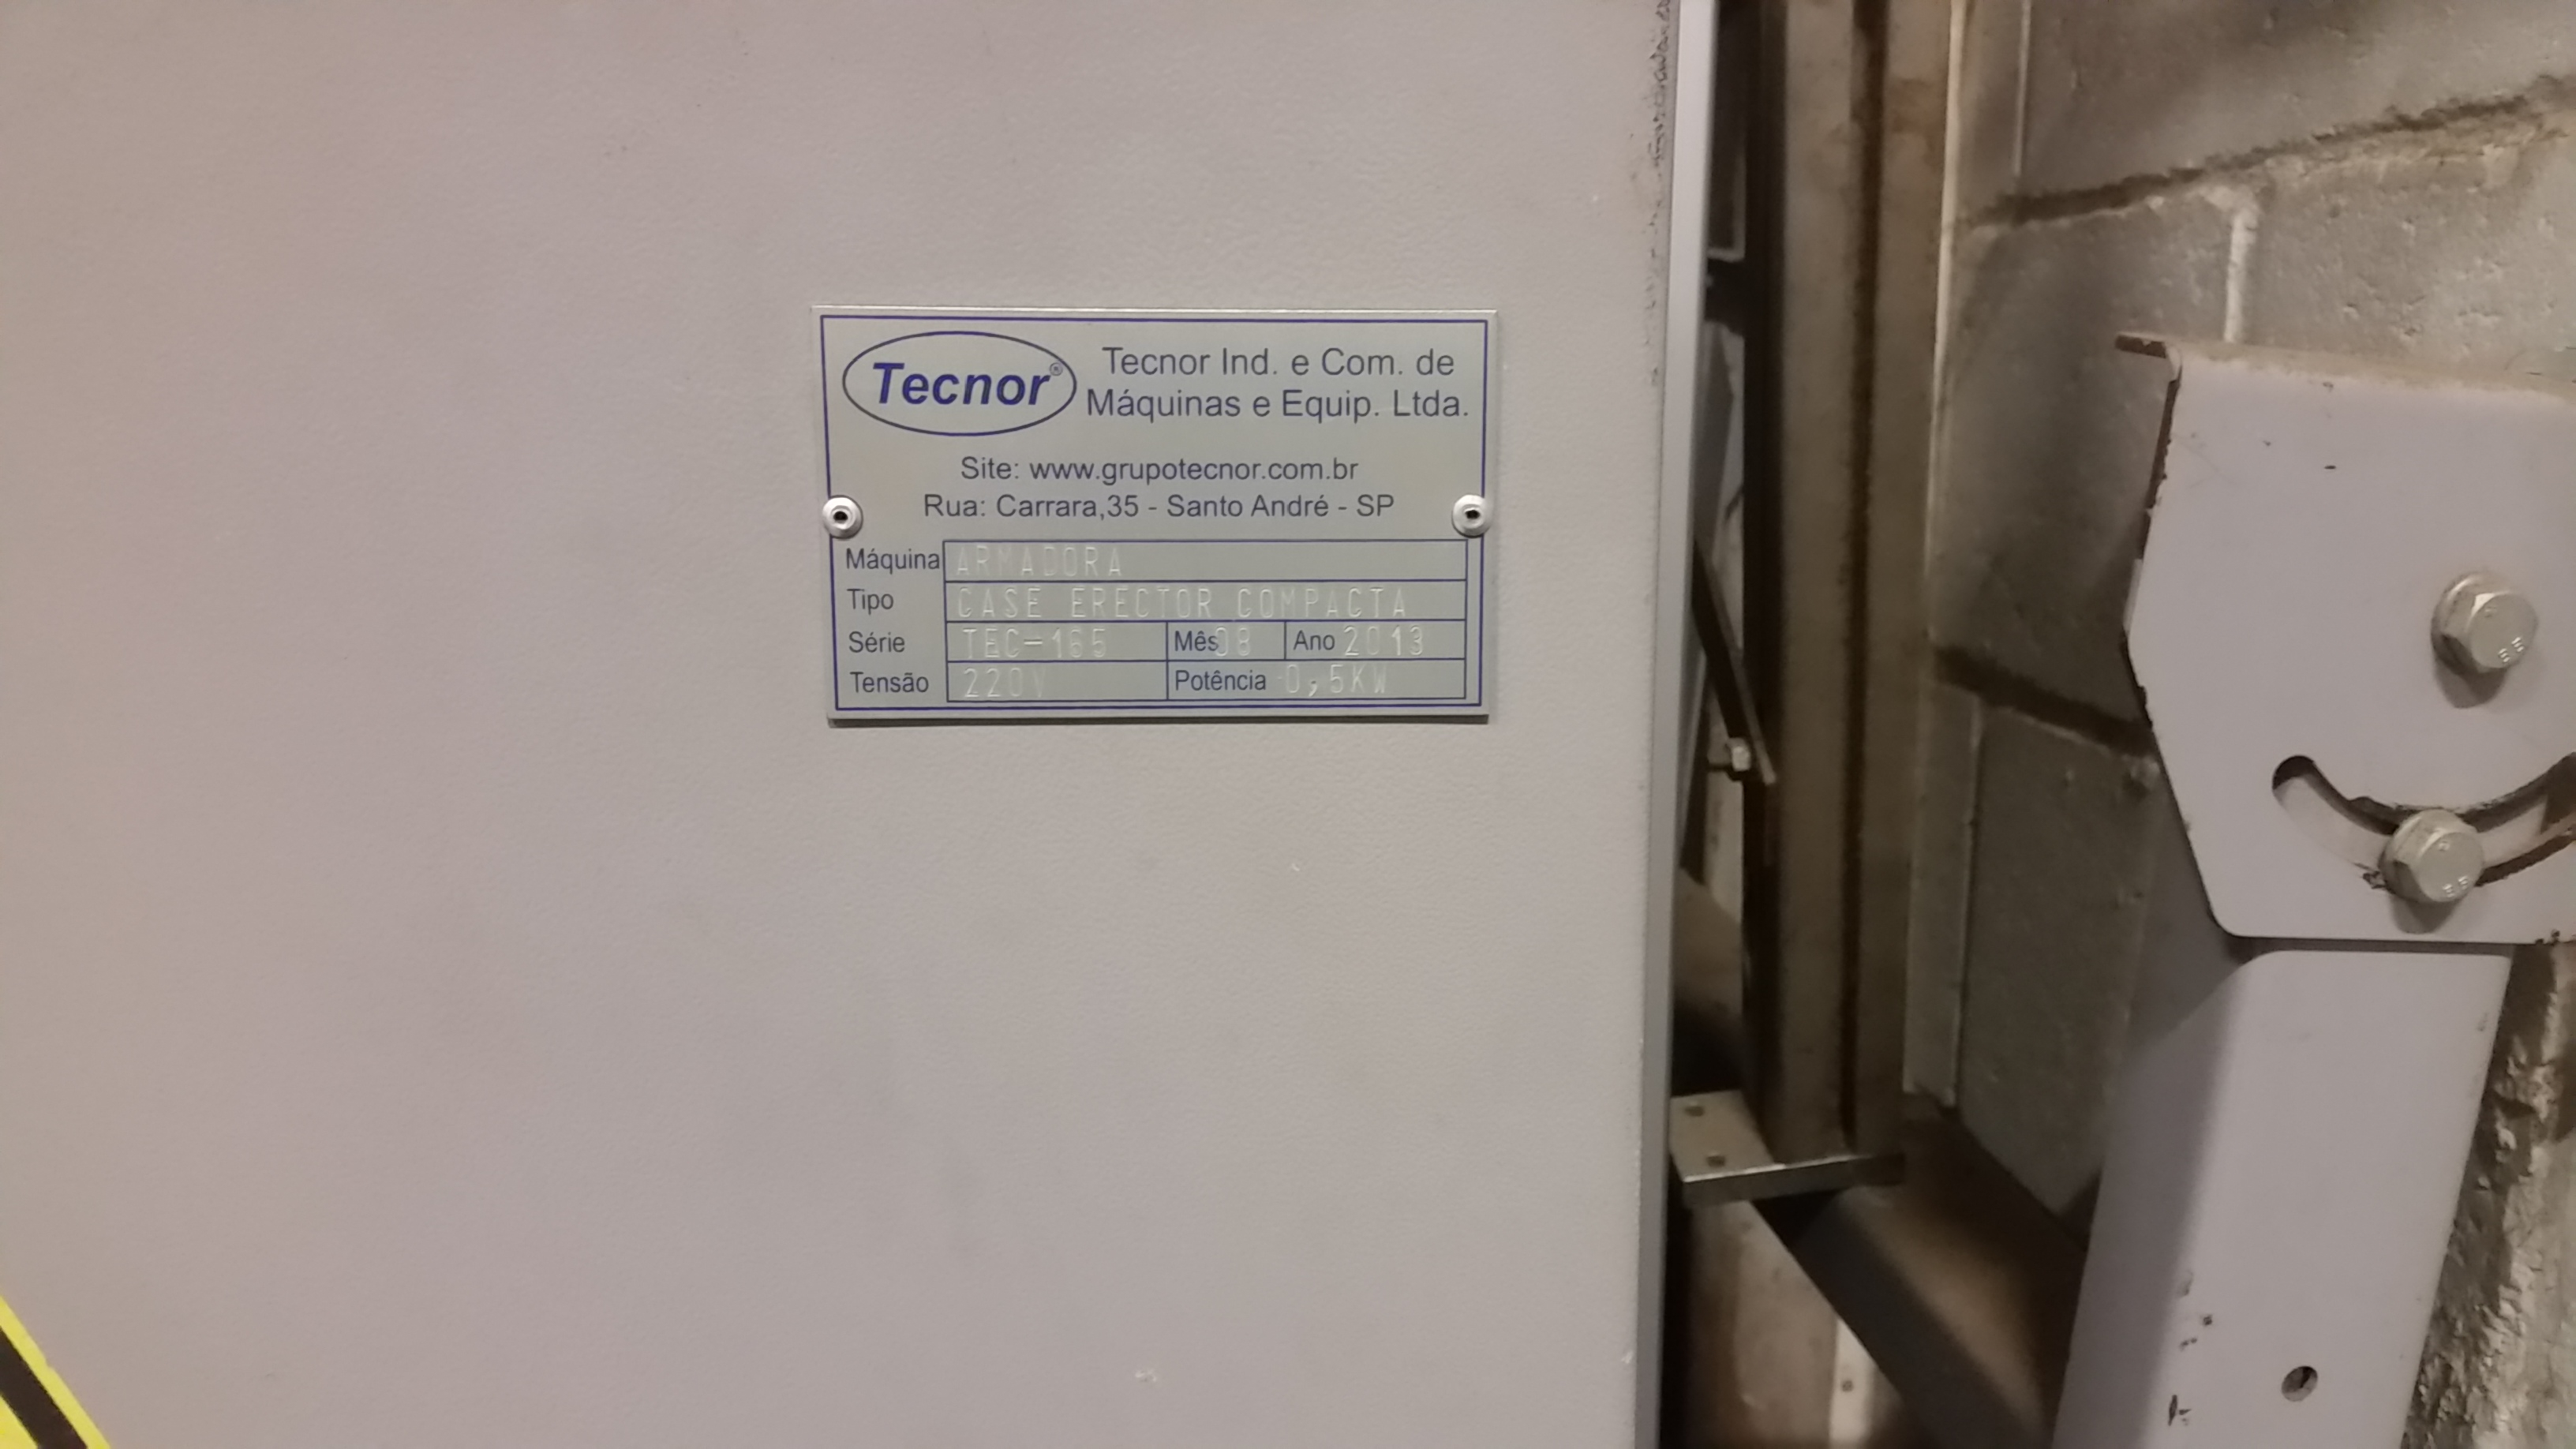 Tecnor®
Tecnor Ind. e Com. de
Máquinas e Equip. Ltda.
Site: www.grupotecnor.com.br
Rua: Carrara,35 - Santo André - SP
Máquina ARMADORA
Tipo CASE ERECTOR COMPACTA
Série TEC-165 Mês 08 Ano 2013
Tensão 220V Potência 0,5KW